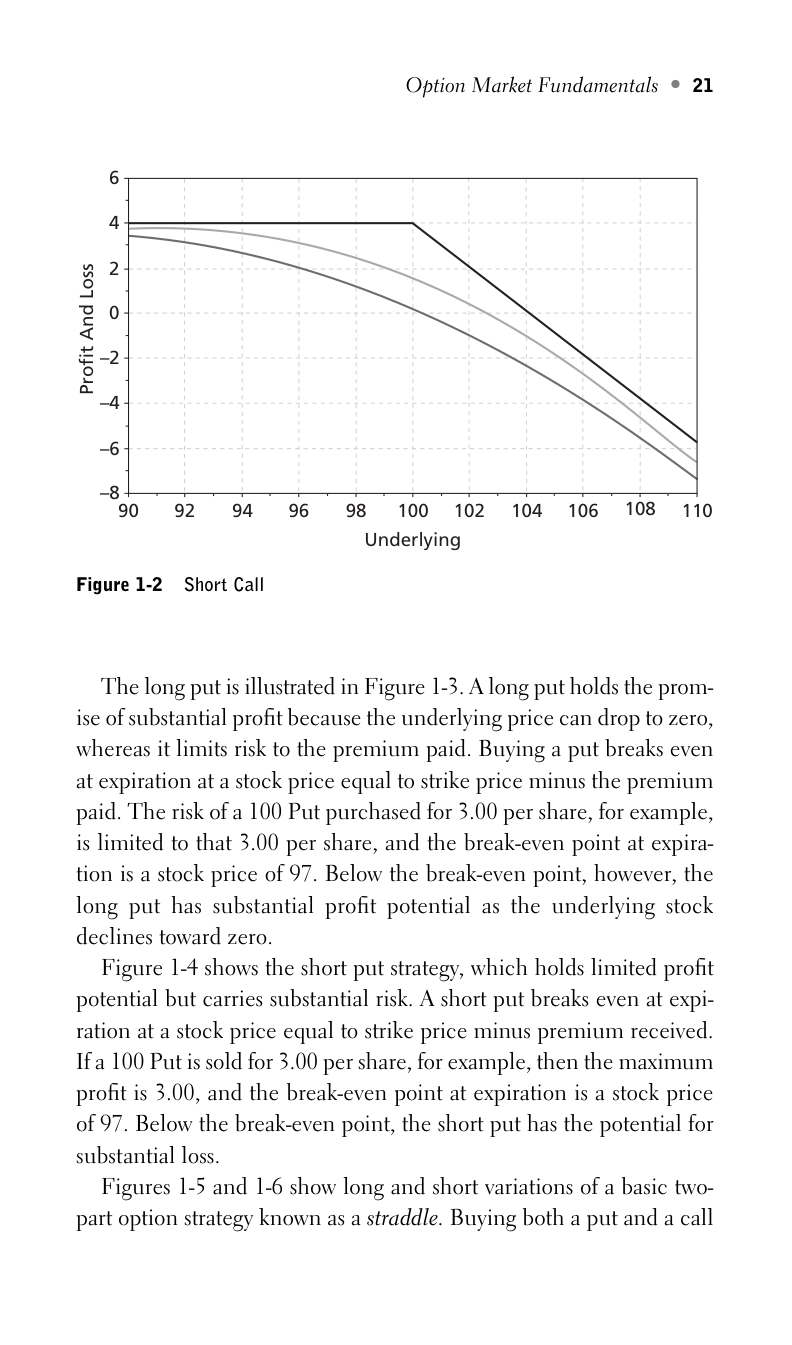 Option Market Fundamentals • 21
6
4
2
0
–2
–4
–6
–8
Profit And Loss
90 92 94 96 98 100 102 104 106 108 110
Underlying
Figure 1-2 Short Call
The long put is illustrated in Figure 1-3. A long put holds the prom-
ise of substantial profit because the underlying price can drop to zero,
whereas it limits risk to the premium paid. Buying a put breaks even
at expiration at a stock price equal to strike price minus the premium
paid. The risk of a 100 Put purchased for 3.00 per share, for example,
is limited to that 3.00 per share, and the break-even point at expira-
tion is a stock price of 97. Below the break-even point, however, the
long put has substantial profit potential as the underlying stock
declines toward zero.
Figure 1-4 shows the short put strategy, which holds limited profit
potential but carries substantial risk. A short put breaks even at expi-
ration at a stock price equal to strike price minus premium received.
If a 100 Put is sold for 3.00 per share, for example, then the maximum
profit is 3.00, and the break-even point at expiration is a stock price
of 97. Below the break-even point, the short put has the potential for
substantial loss.
Figures 1-5 and 1-6 show long and short variations of a basic two-
part option strategy known as a straddle. Buying both a put and a call